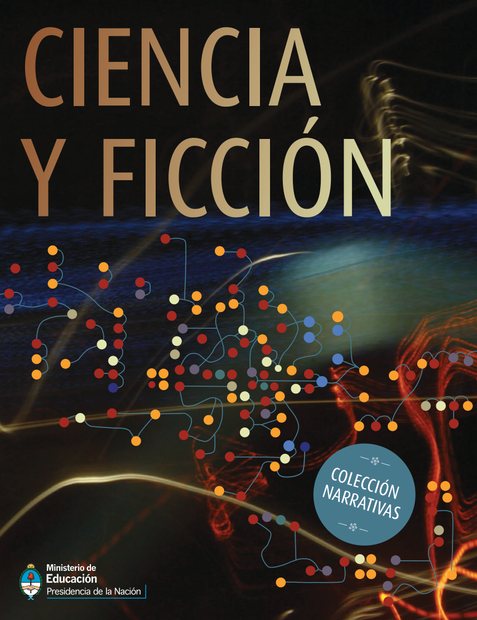 CIENCIA
Y FICCIÓN
COLECCIÓN
NARRATIVAS
Ministerio de
Educación
Presidencia de la Nación